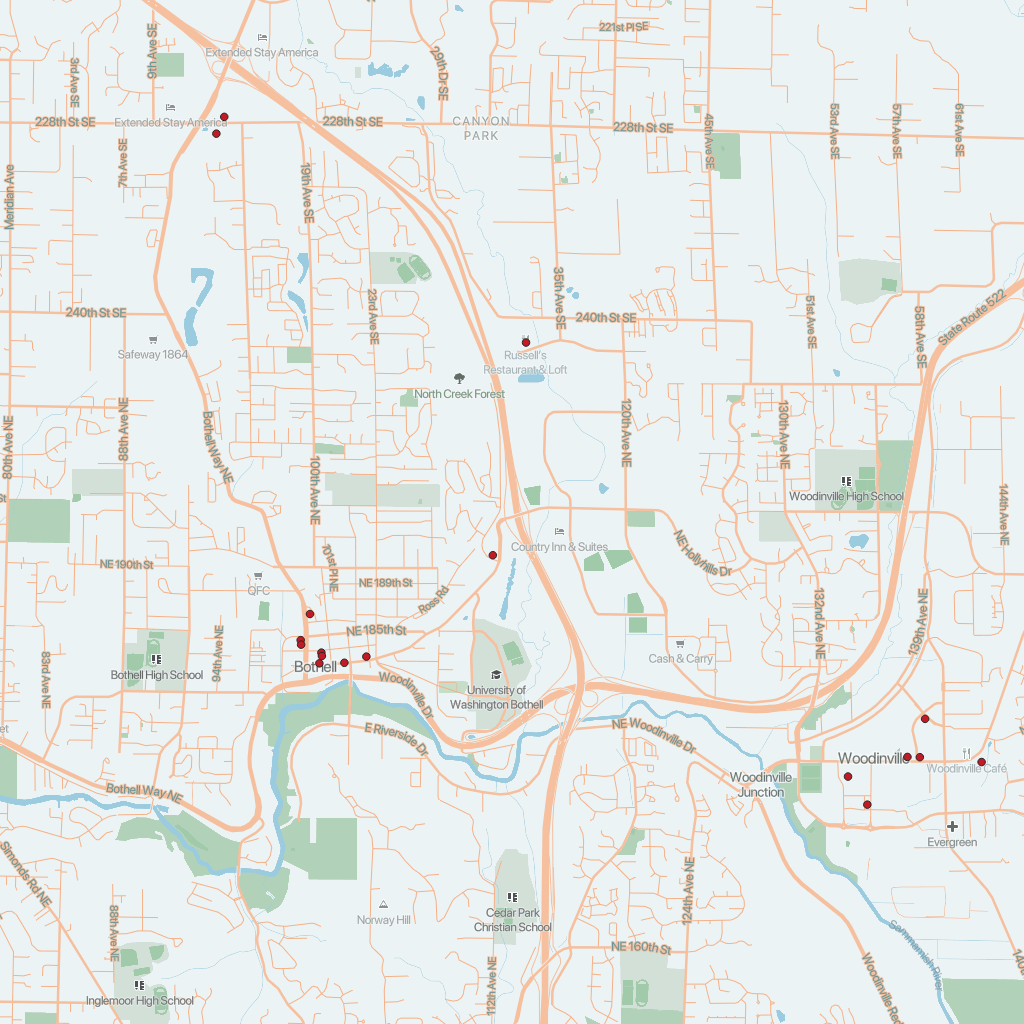 221st Pl SE
9th Ave SE
Extended Stay America
29th Dr SE
3rd Ave SE
228th St SE
Extended Stay America
228th St SE
CANYON
PARK
228th St SE
45th Ave SE
53rd Ave SE
57th Ave SE
61st Ave SE
7th Ave SE
Meridian Ave
19th Ave SE
35th Ave SE
23rd Ave SE
240th St SE
240th St SE
51st Ave SE
58th Ave SE
State Route 522
Safeway 1864
Russell's
Restaurant & Loft
North Creek Forest
80th Ave NE
88th Ave NE
Bothell Way NE
120th Ave NE
130th Ave NE
100th Ave NE
Woodinville High School
144th Ave NE
St
Country Inn & Suites
NE Hollyhills Dr
NE 190th St
101st Pl NE
NE 189th St
QFC
Ross Rd
132nd Ave NE
139th Ave NE
NE 185th St
83rd Ave NE
96th Ave NE
Bothell High School
Bothell
Cash & Carry
Woodinville Dr
University of
Washington Bothell
E Riverside Dr
NE Woodinville Dr
et
Woodinville
Woodinville Café
Woodinville
Junction
Bothell Way NE
Evergreen
Simonds Rd NE
124th Ave NE
Norway Hill
Cedar Park
Christian School
88th Ave NE
NE 160th St
Sammamish River
112th Ave NE
Woodinville Red
140
Inglemoor High School